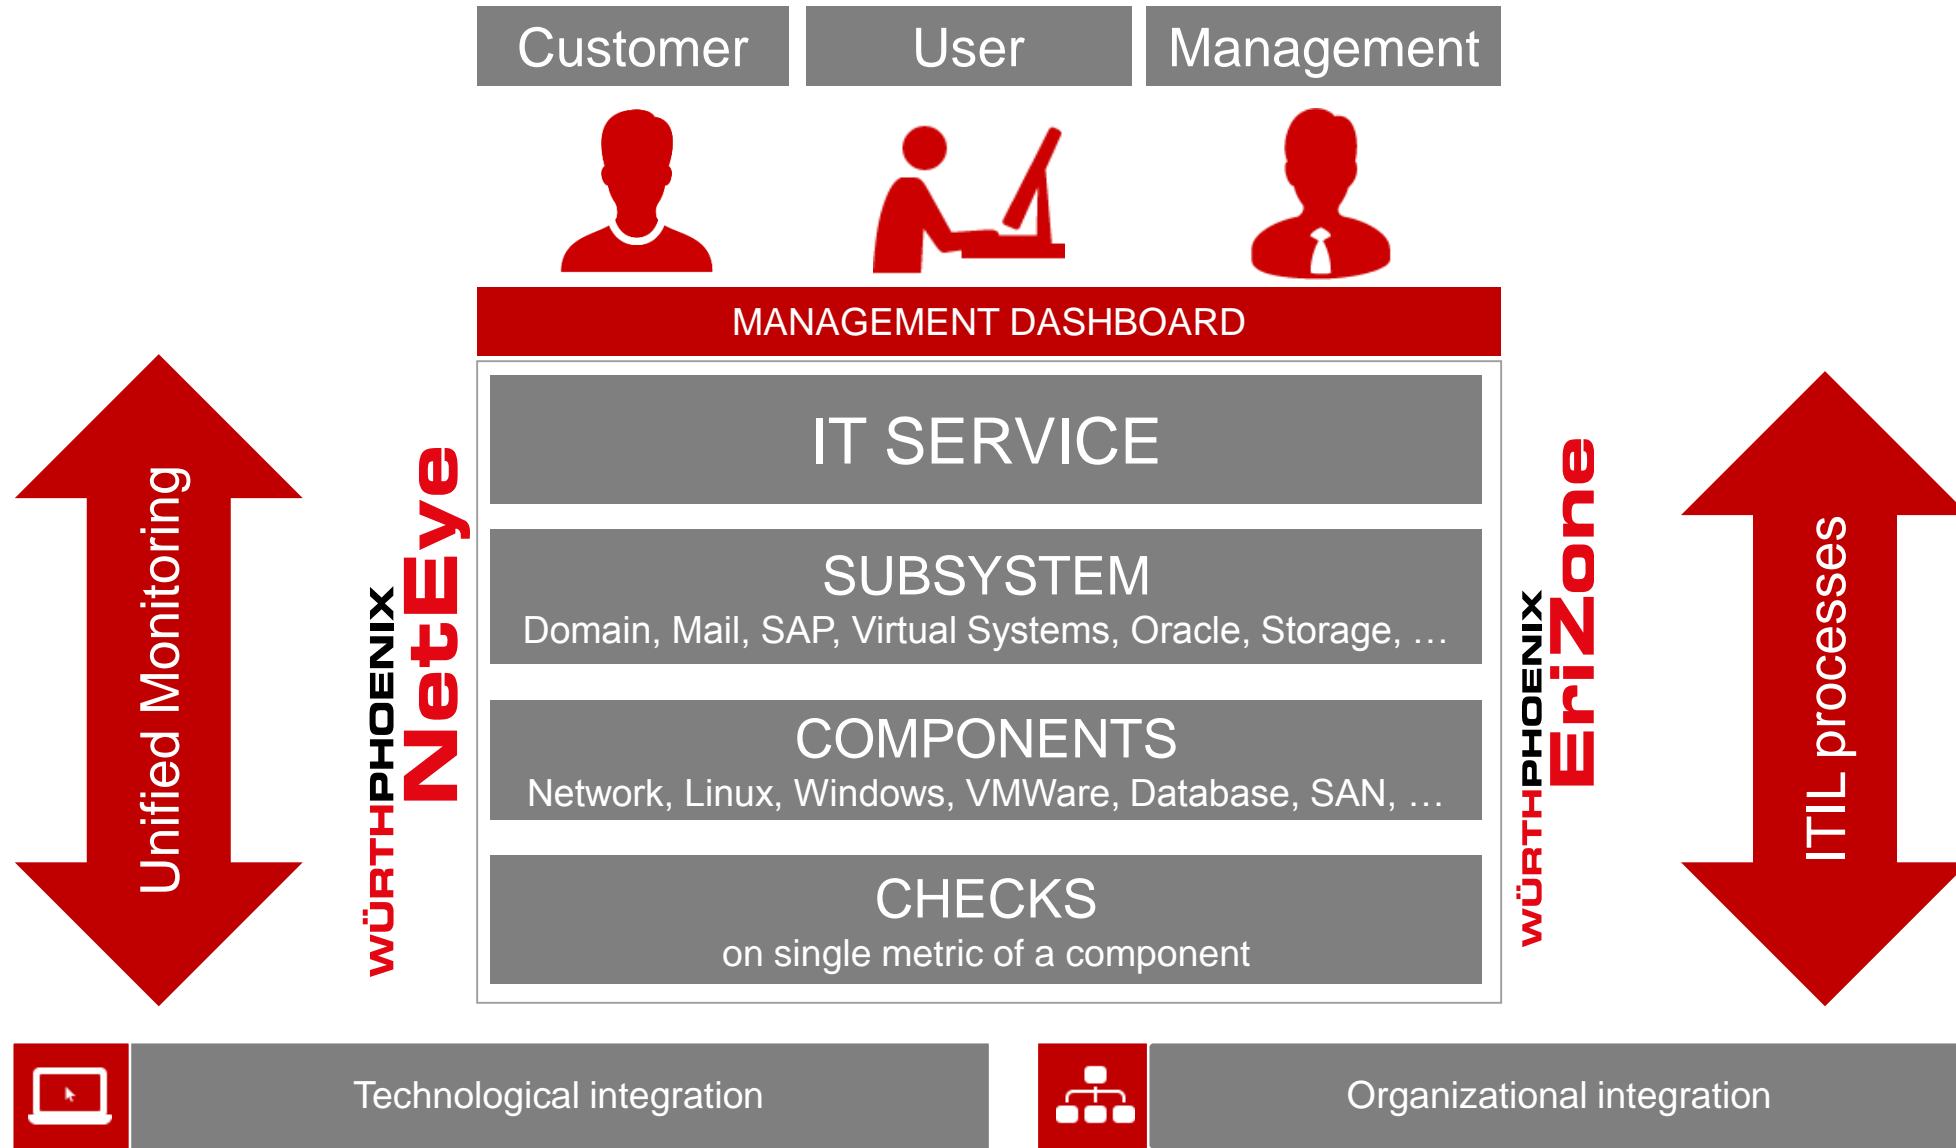 Customer
User
Management
MANAGEMENT DASHBOARD
Unified Monitoring
WÜRTHPHOENIX
NetEye
IT SERVICE
SUBSYSTEM
Domain, Mail, SAP, Virtual Systems, Oracle, Storage, …
COMPONENTS
Network, Linux, Windows, VMWare, Database, SAN, …
CHECKS
on single metric of a component
WÜRTHPHOENIX
EriZone
ITIL processes
Technological integration
Organizational integration